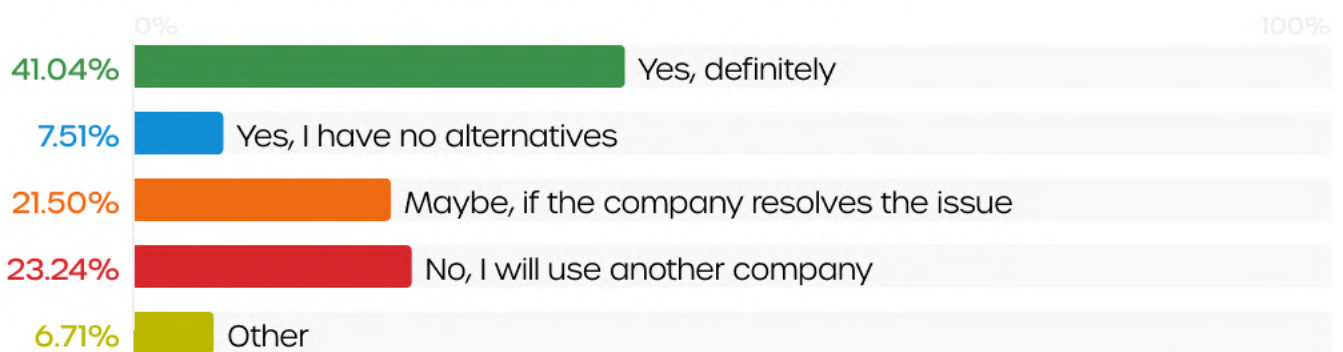 0% 100%
41.04% Yes, definitely
7.51% Yes, I have no alternatives
21.50% Maybe, if the company resolves the issue
23.24% No, I will use another company
6.71% Other